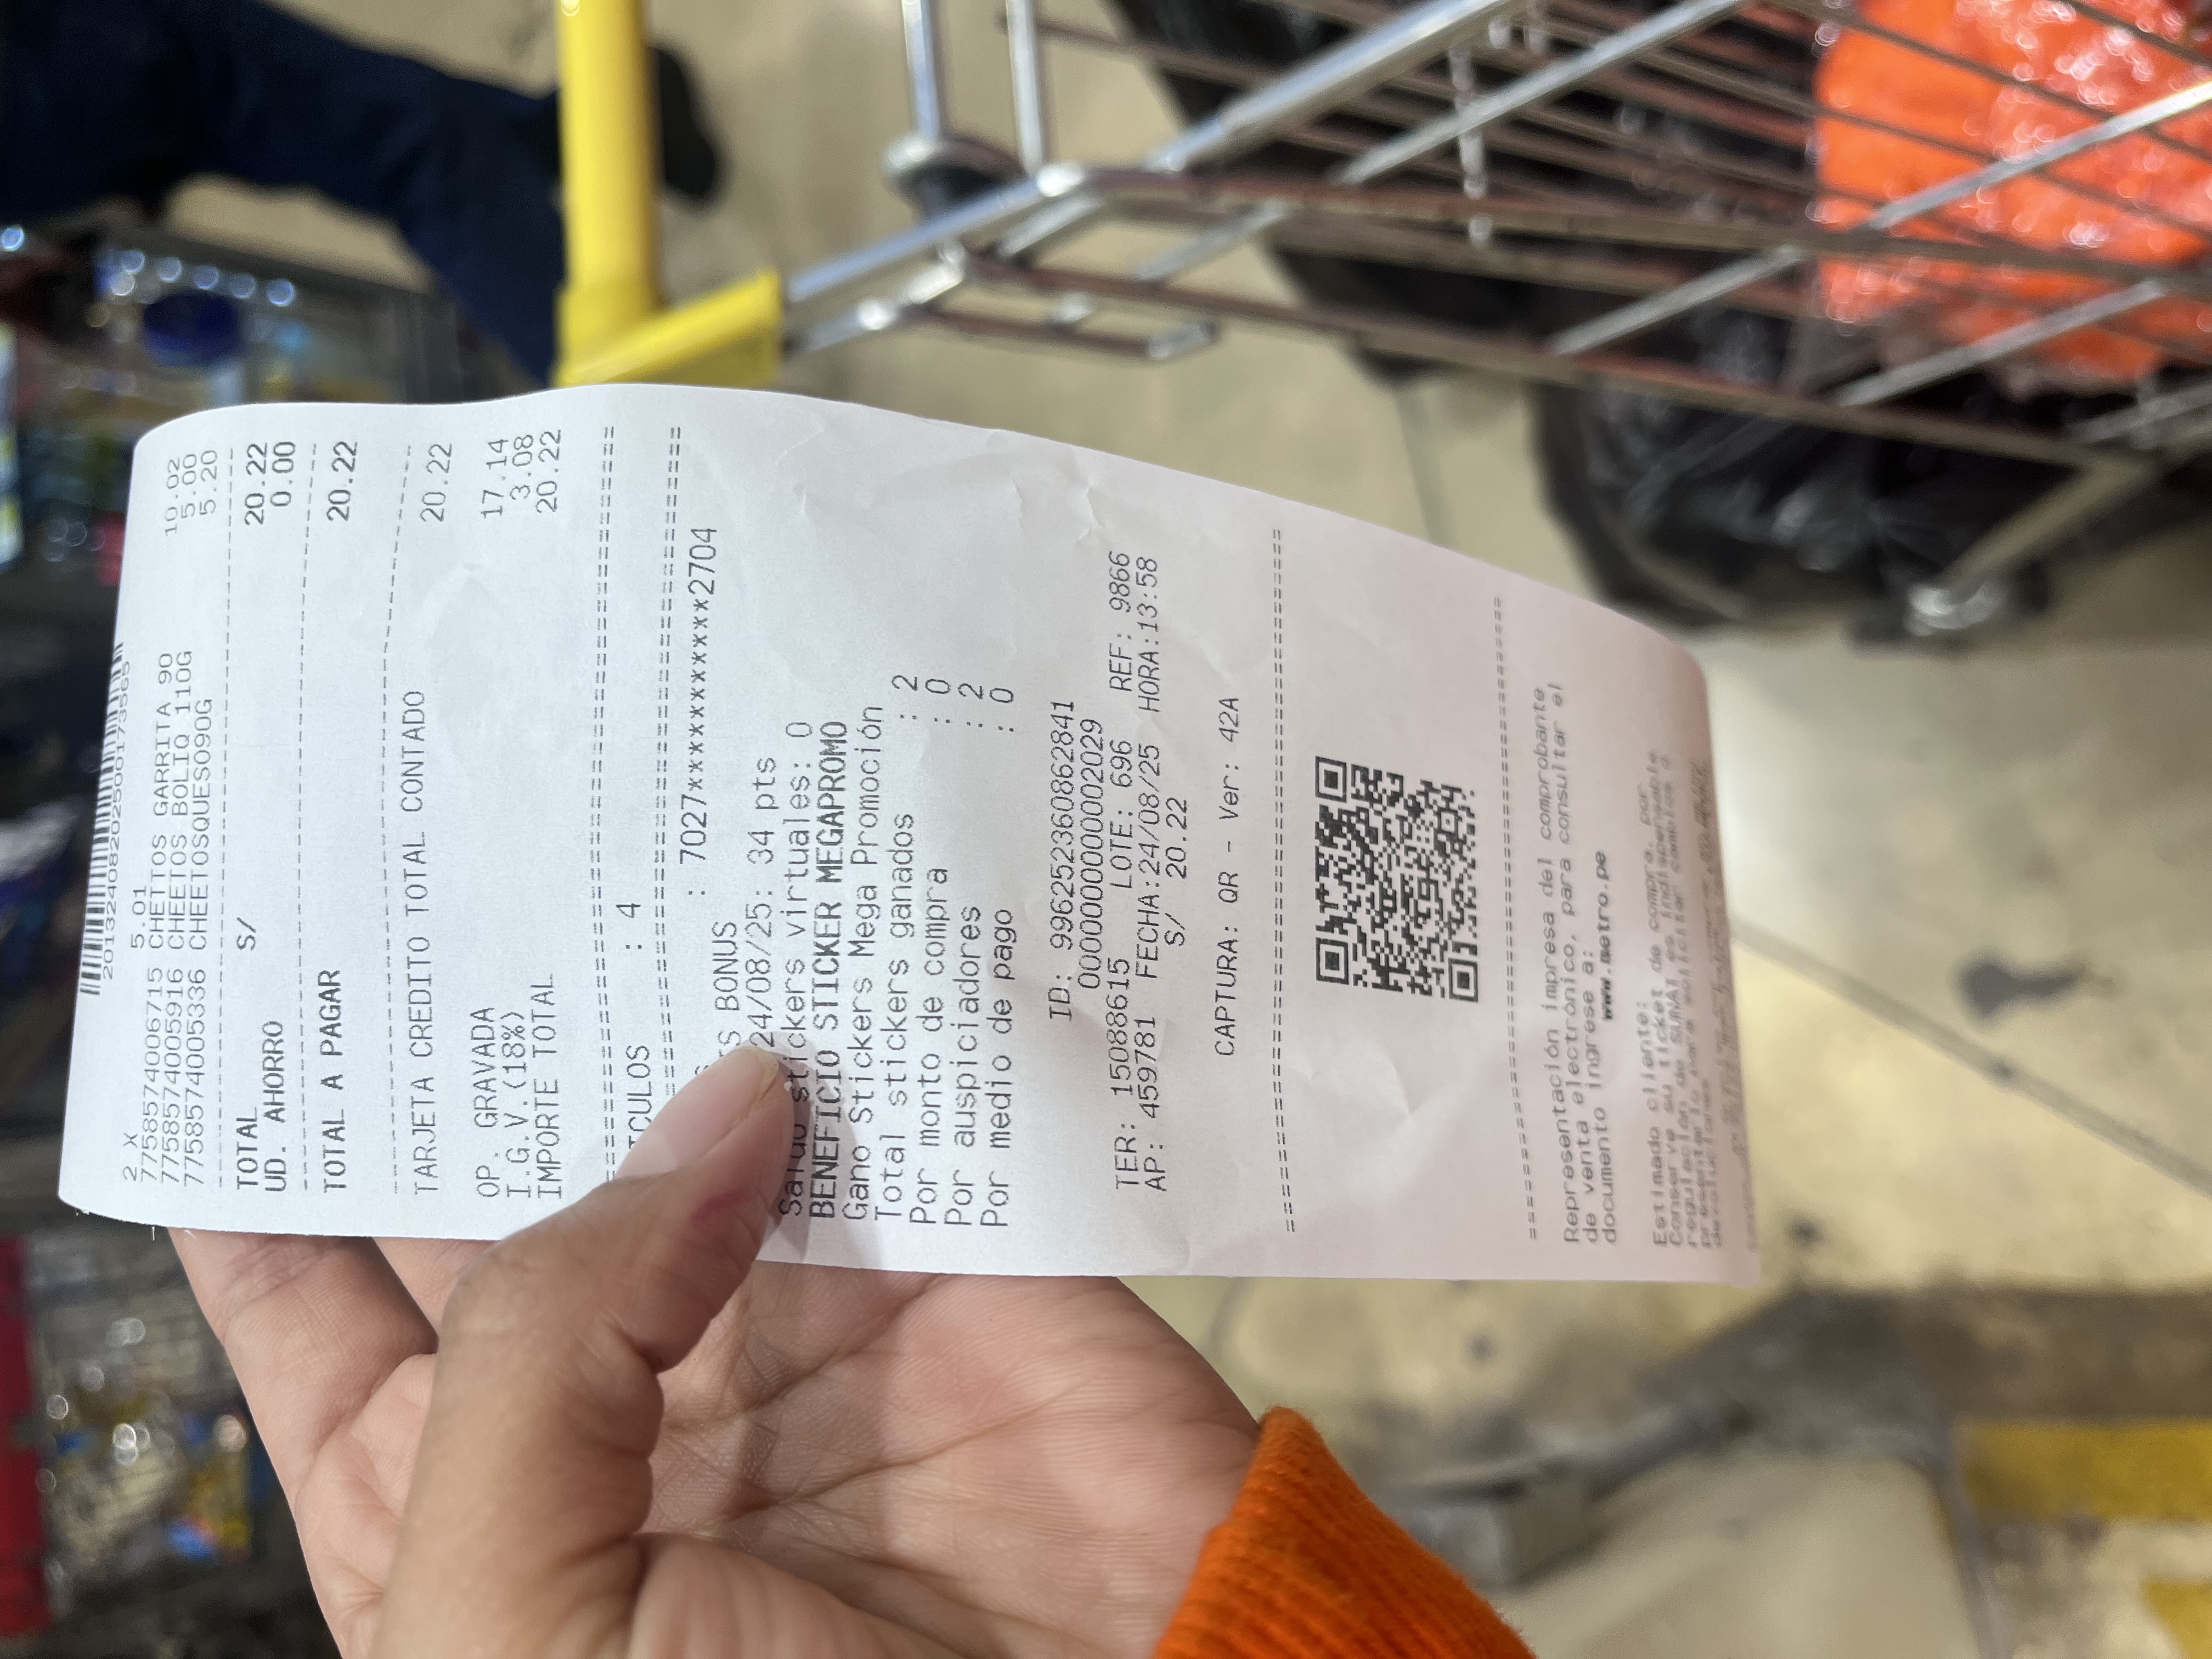 20132408202500173565
2 X 5.01
7758574006715 CHETTOS GARRITA 90 10.02
7758574005916 CHEETOS BOLIQ 110G 5.00
7758574005336 CHEETOSQUESO90G 5.20
TOTAL S/ 20.22
UD. AHORRO 0.00
TOTAL A PAGAR 20.22
TARJETA CREDITO TOTAL CONTADO 20.22
OP. GRAVADA 17.14
I.G.V.(18%) 3.08
IMPORTE TOTAL 20.22
ICULOS : 4
S : 7027***********2704
S BONUS
24/08/25: 34 pts
Saldo stickers virtuales: 0
BENEFICIO STICKER MEGAPROMO
Gano Stickers Mega Promoción
Total stickers ganados : 2
Por monto de compra : 0
Por auspiciadores : 2
Por medio de pago : 0
ID: 996252360862841
0000000000002029
TER: 15088615 LOTE: 696 REF: 9866
AP: 459781 FECHA:24/08/25 HORA:13:58
S/ 20.22
CAPTURA: QR - Ver: 42A
Representación impresa del comprobante
de venta electrónico, para consultar el
documento ingrese a:
www.metro.pe
Estimado cliente:
Conserve su ticket de compra, por
regulación de SUNAT es indispensable
presentarlo para solicitar cambios o
devoluciones